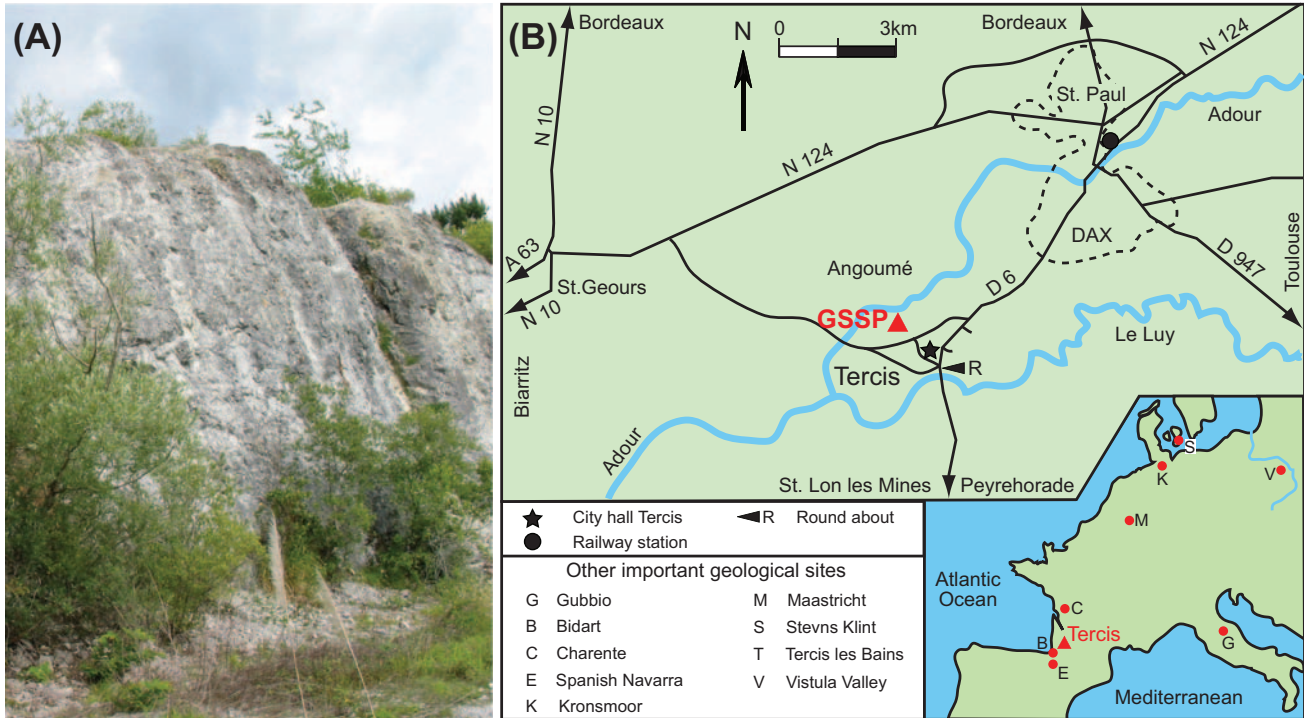 (A)
(B)
Bordeaux
Bordeaux
N
0
3km
N 124
N 10
St. Paul
Adour
N 124
A 63
St.Geours
N 10
Angoumé
DAX
D 947
Toulouse
D 6
GSSP
Le Luy
Biarritz
Tercis
R
Adour
St. Lon les Mines
Peyrehorade
City hall Tercis
R
Round about
Railway station
Other important geological sites
G Gubbio
B Bidart
C Charente
E Spanish Navarra
K Kronsmoor
M Maastricht
S Stevns Klint
T Tercis les Bains
V Vistula Valley
S
K
V
M
Atlantic
Ocean
C
Tercis
B
E
G
Mediterranean